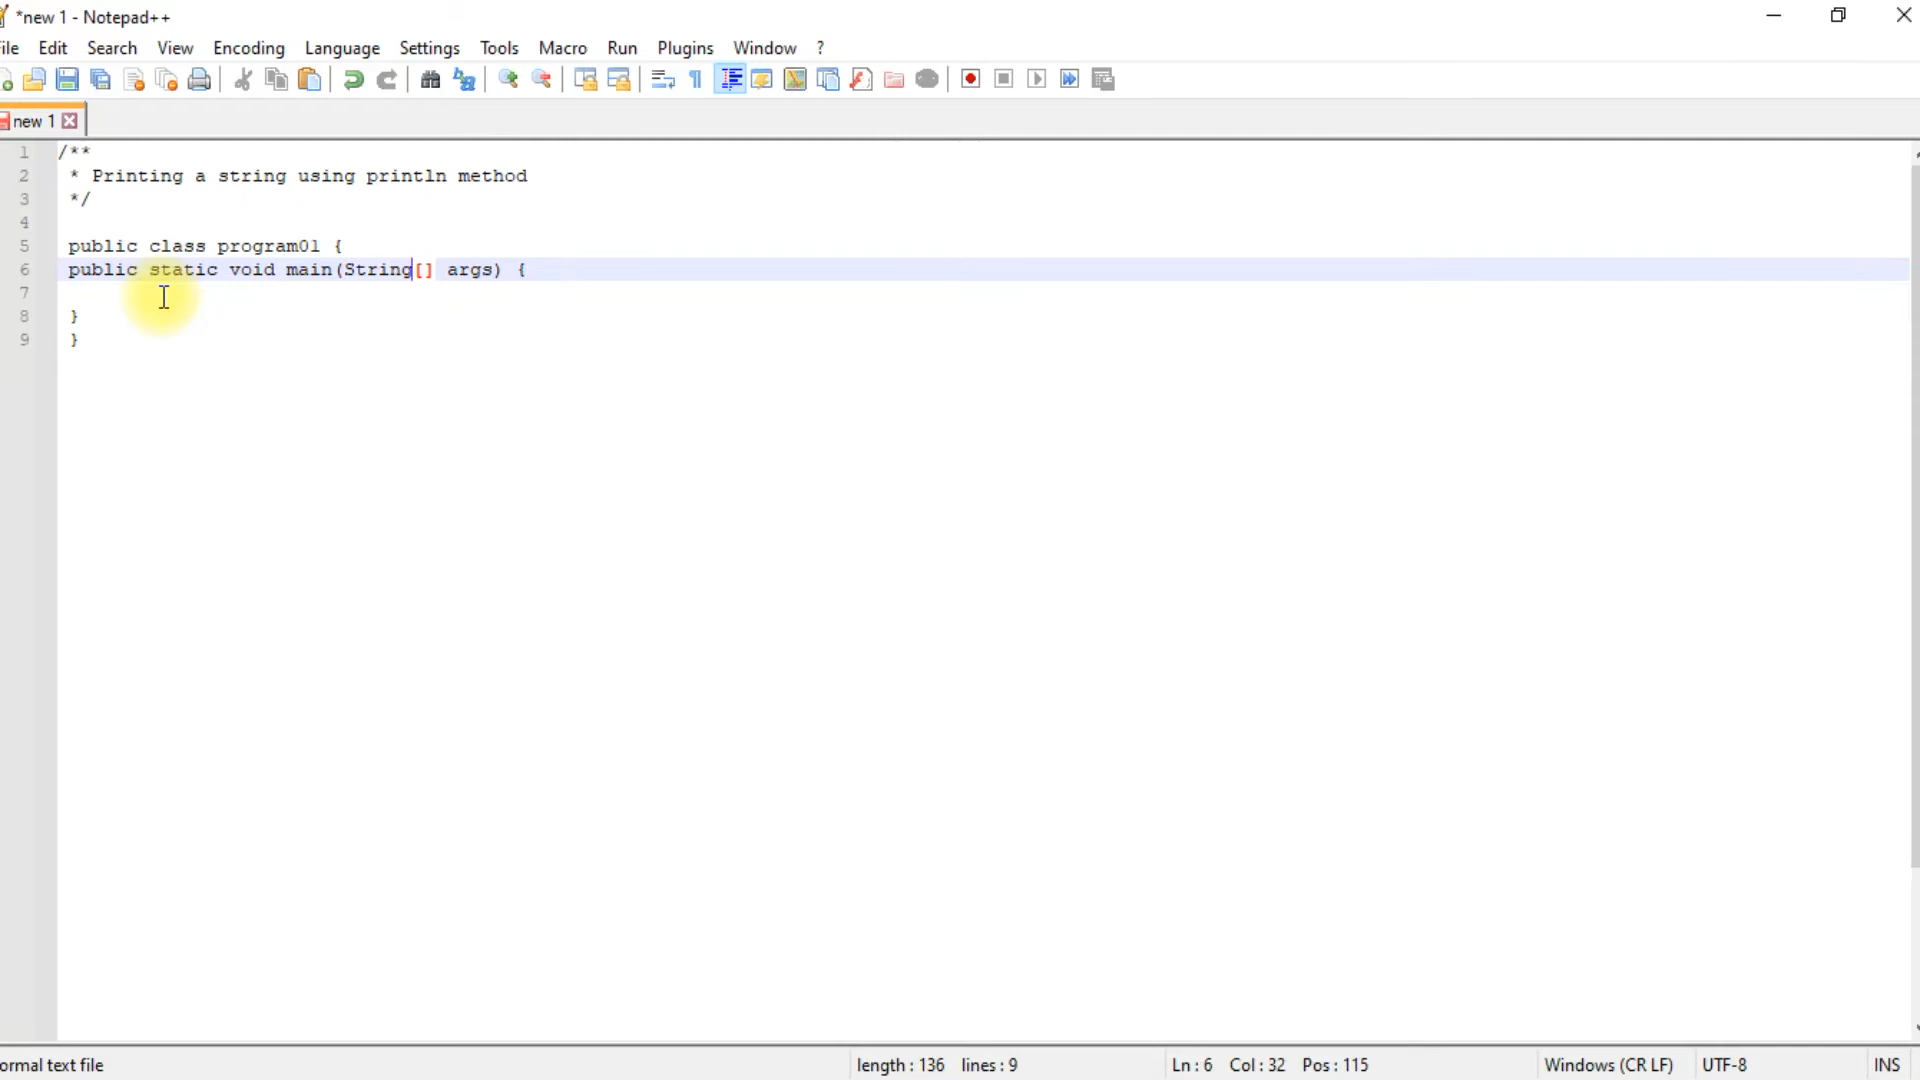 *new 1 - Notepad++
ile Edit Search View Encoding Language Settings Tools Macro Run Plugins Window ?
new 1
1 /**
2 * Printing a string using println method
3 */
4
5 public class program01 {
6 public static void main(String[] args) {
7
8 }
9 }
ormal text file length : 136 lines : 9 Ln : 6 Col : 32 Pos : 115 Windows (CR LF) UTF-8 INS